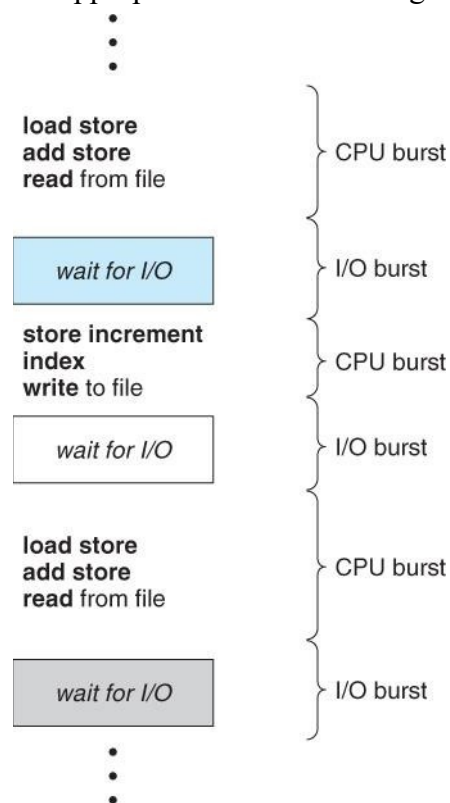 load store
add store
read from file
CPU burst
wait for I/O
I/O burst
store increment
index
write to file
CPU burst
wait for I/O
I/O burst
load store
add store
read from file
CPU burst
wait for I/O
I/O burst